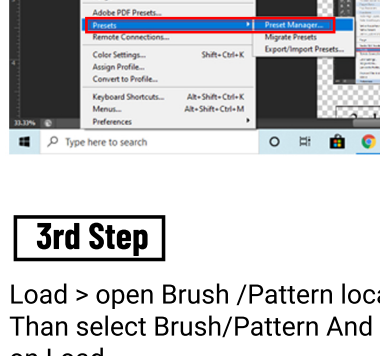 Adobe PDF Presets...
Presets
Preset Manager...
Remote Connections...
Migrate Presets
Export/Import Presets...
Color Settings... Shift+Ctrl+K
Assign Profile...
Convert to Profile...
Keyboard Shortcuts... Alt+Shift+Ctrl+K
Menus... Alt+Shift+Ctrl+M
Preferences
33.33%
Type here to search
3rd Step
Load > open Brush /Pattern loca
Than select Brush/Pattern And
on Load